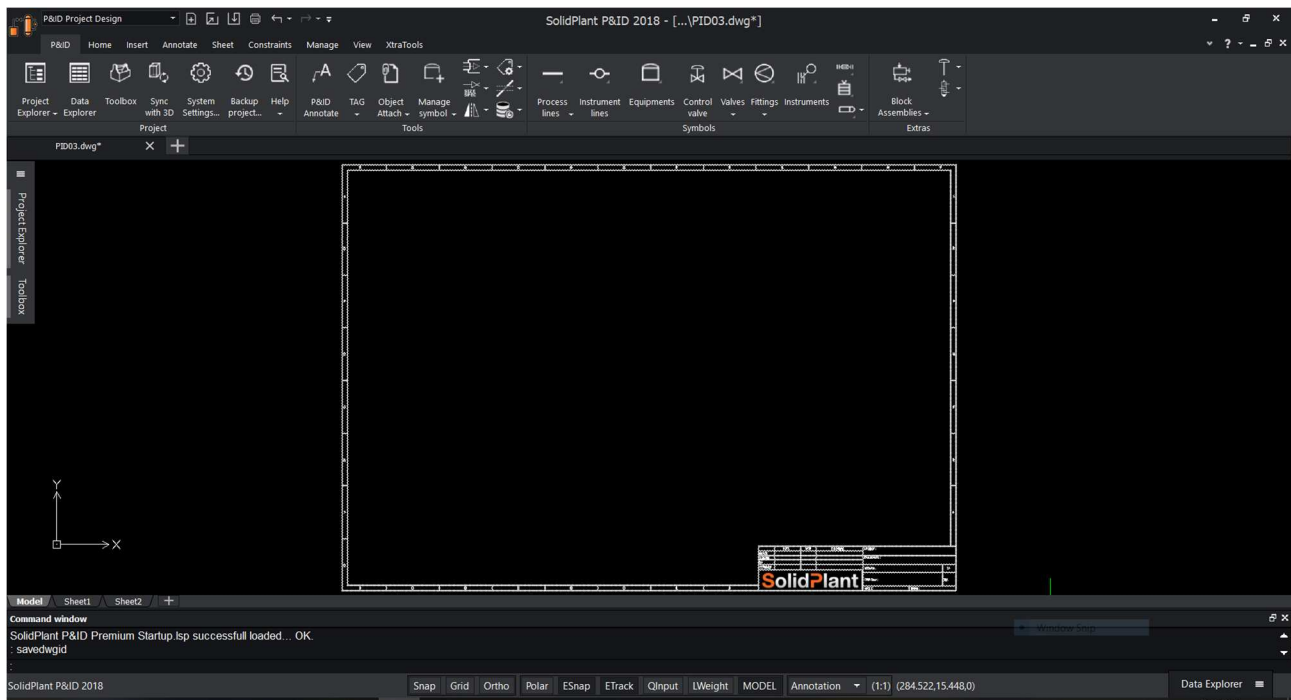 P&ID Project Design
SolidPlant P&ID 2018 - [...\PID03.dwg*]
P&ID Home Insert Annotate Sheet Constraints Manage View XtraTools
Project Explorer
Data Explorer
Toolbox
Sync with 3D
System Settings...
Backup project...
Help
P&ID Annotate
TAG
Object Attach
Manage symbol
Process lines
Instrument lines
Equipments
Control valve
Valves
Fittings
Instruments
Block Assemblies
Project
Tools
Symbols
Extras
PID03.dwg*
Project Explorer
Toolbox
Y
X
SolidPlant
Model Sheet1 Sheet2
Command window
Window Snip
SolidPlant P&ID Premium Startup.lsp successfull loaded... OK.
: savedwgid
:
SolidPlant P&ID 2018
Snap Grid Ortho Polar ESnap ETrack QInput LWeight MODEL Annotation (1:1) (284.522,15.448,0)
Data Explorer